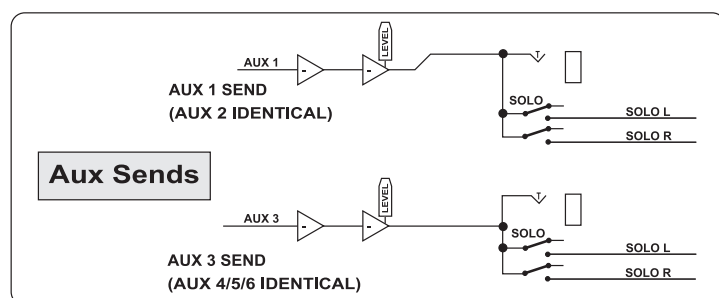 LEVEL
AUX 1
T
AUX 1 SEND
(AUX 2 IDENTICAL)
SOLO
SOLO L
SOLO R
Aux Sends
LEVEL
AUX 3
T
AUX 3 SEND
(AUX 4/5/6 IDENTICAL)
SOLO
SOLO L
SOLO R